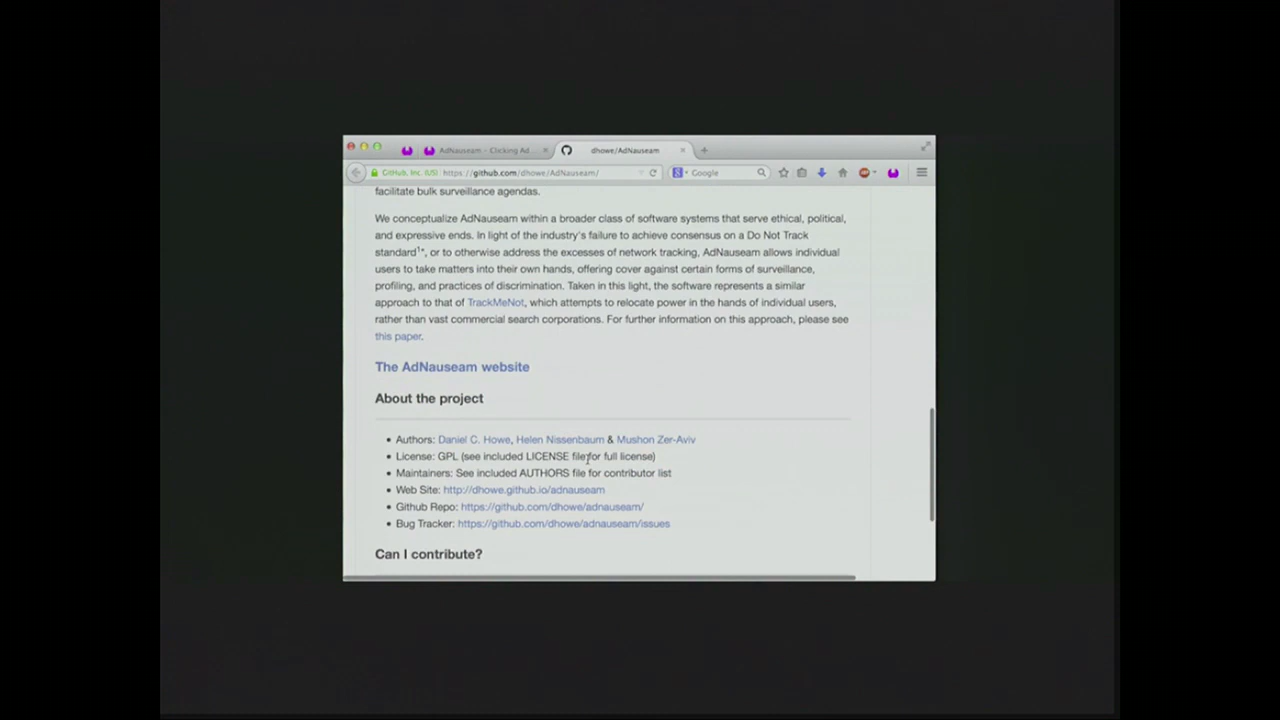 AdNauseam - Clicking Ad...
dhowe/AdNauseam
GitHub, Inc. (US) https://github.com/dhowe/AdNauseam/
Google
facilitate bulk surveillance agendas.
We conceptualize AdNauseam within a broader class of software systems that serve ethical, political,
and expressive ends. In light of the industry's failure to achieve consensus on a Do Not Track
standard¹*, or to otherwise address the excesses of network tracking, AdNauseam allows individual
users to take matters into their own hands, offering cover against certain forms of surveillance,
profiling, and practices of discrimination. Taken in this light, the software represents a similar
approach to that of TrackMeNot, which attempts to relocate power in the hands of individual users,
rather than vast commercial search corporations. For further information on this approach, please see
this paper.
The AdNauseam website
About the project
• Authors: Daniel C. Howe, Helen Nissenbaum & Mushon Zer-Aviv
• License: GPL (see included LICENSE file for full license)
• Maintainers: See included AUTHORS file for contributor list
• Web Site: http://dhowe.github.io/adnauseam
• Github Repo: https://github.com/dhowe/adnauseam/
• Bug Tracker: https://github.com/dhowe/adnauseam/issues
Can I contribute?